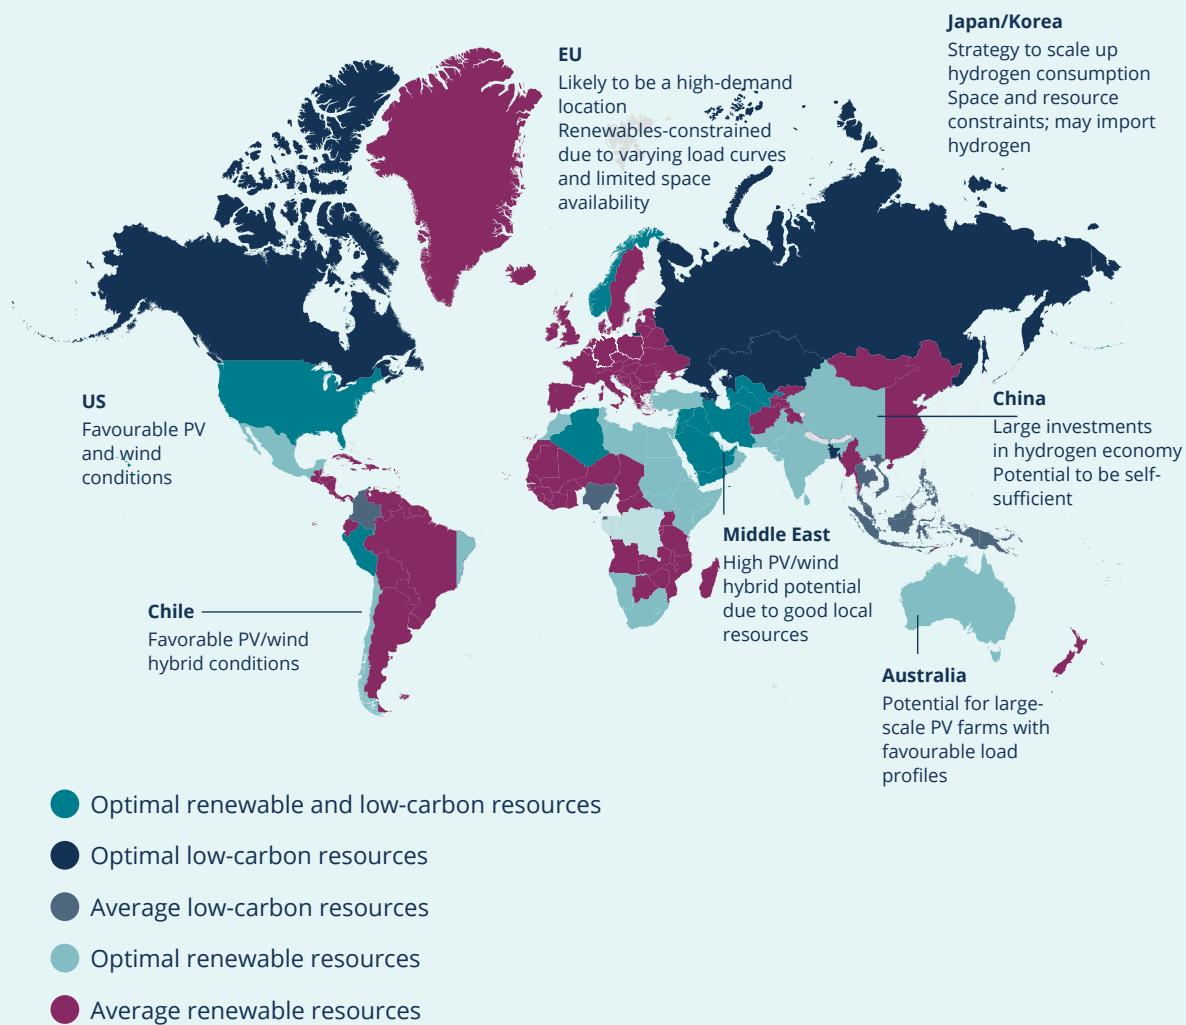 Japan/Korea
Strategy to scale up
hydrogen consumption
Space and resource
constraints; may import
hydrogen
EU
Likely to be a high-demand
location
Renewables-constrained
due to varying load curves
and limited space
availability
US
Favourable PV
and wind
conditions
China
Large investments
in hydrogen economy
Potential to be self-
sufficient
Middle East
High PV/wind
hybrid potential
due to good local
resources
Chile
Favorable PV/wind
hybrid conditions
Australia
Potential for large-
scale PV farms with
favourable load
profiles
Optimal renewable and low-carbon resources
Optimal low-carbon resources
Average low-carbon resources
Optimal renewable resources
Average renewable resources